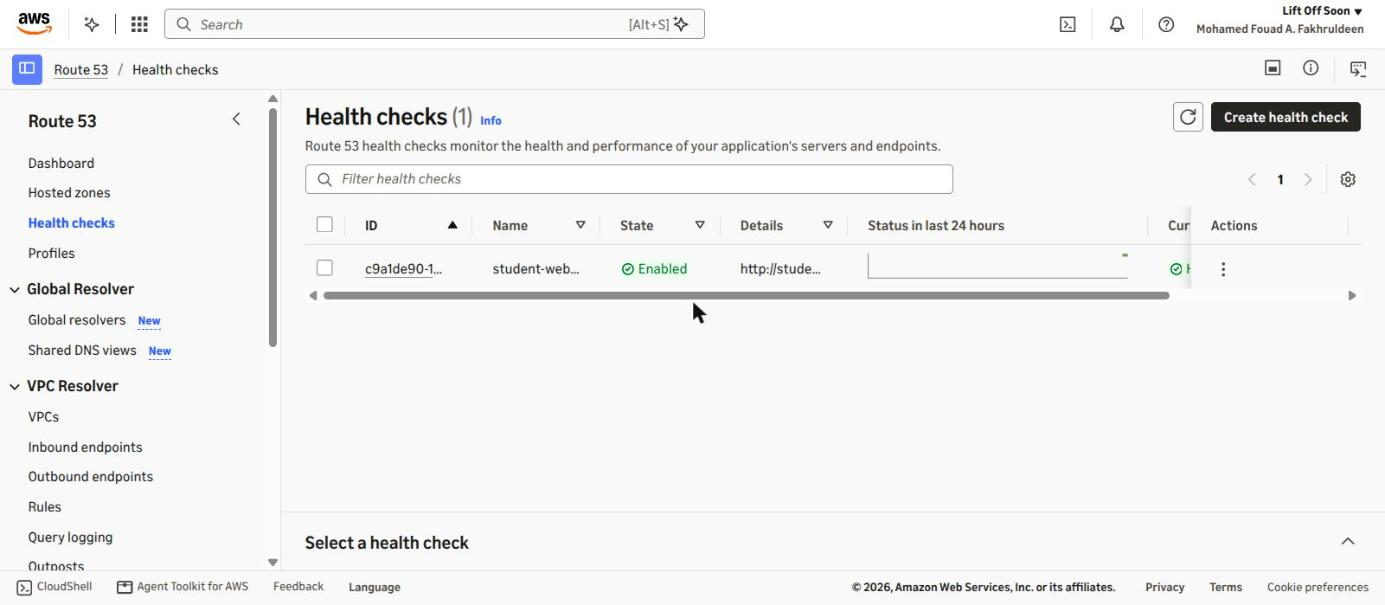 aws
Search [Alt+S]
Lift Off Soon
Mohamed Fouad A. Fakhruldeen
Route 53 / Health checks
Route 53
Dashboard
Hosted zones
Health checks
Profiles
Global Resolver
Global resolvers New
Shared DNS views New
VPC Resolver
VPCs
Inbound endpoints
Outbound endpoints
Rules
Query logging
Outposts
Health checks (1) Info
Create health check
Route 53 health checks monitor the health and performance of your application's servers and endpoints.
Filter health checks
1
ID Name State Details Status in last 24 hours Cur Actions
c9a1de90-1... student-web... Enabled http://stude... H
Select a health check
CloudShell Agent Toolkit for AWS Feedback Language © 2026, Amazon Web Services, Inc. or its affiliates. Privacy Terms Cookie preferences